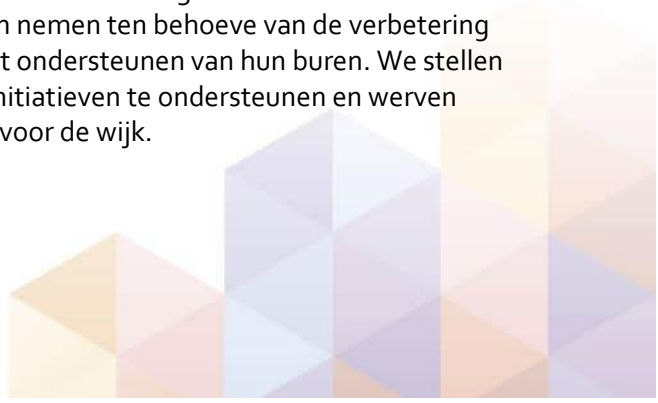 nemen ten behoeve van de verbetering
ondersteunen van hun buren. We stellen
te ondersteunen en werven
voor de wijk.